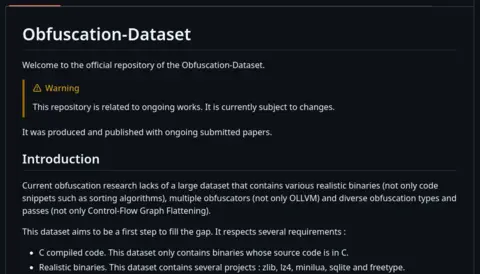 Obfuscation-Dataset
Welcome to the official repository of the Obfuscation-Dataset.
Warning
This repository is related to ongoing works. It is currently subject to changes.
It was produced and published with ongoing submitted papers.
Introduction
Current obfuscation research lacks of a large dataset that contains various realistic binaries (not only code
snippets such as sorting algorithms), multiple obfuscators (not only OLLVM) and diverse obfuscation types and
passes (not only Control-Flow Graph Flattening).
This dataset aims to be a first step to fill the gap. It respects several requirements :
• C compiled code. This dataset only contains binaries whose source code is in C.
• Realistic binaries. This dataset contains several projects : zlib, lz4, minilua, sqlite and freetype.